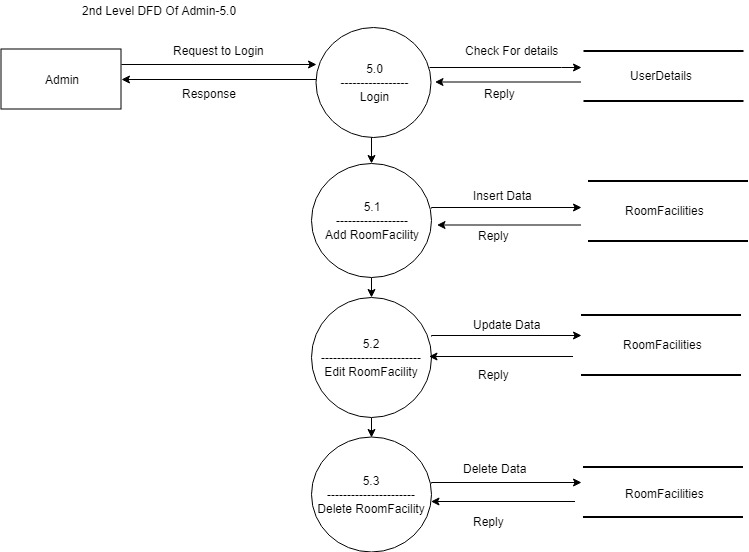 2nd Level DFD Of Admin-5.0
Admin
Request to Login
Response
5.0
Login
Check For details
Reply
UserDetails
5.1
Add RoomFacility
Insert Data
Reply
RoomFacilities
5.2
Edit RoomFacility
Update Data
Reply
RoomFacilities
5.3
Delete RoomFacility
Delete Data
Reply
RoomFacilities